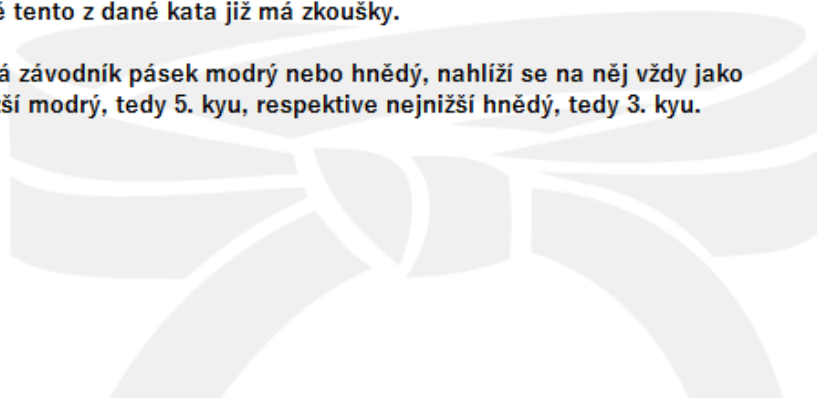 tento z dané kata již má zkoušky.
závodník pásek modrý nebo hnědý, nahlíží se na něj vždy jako
modrý, tedy 5. kyu, respektive nejnižší hnědý, tedy 3. kyu.